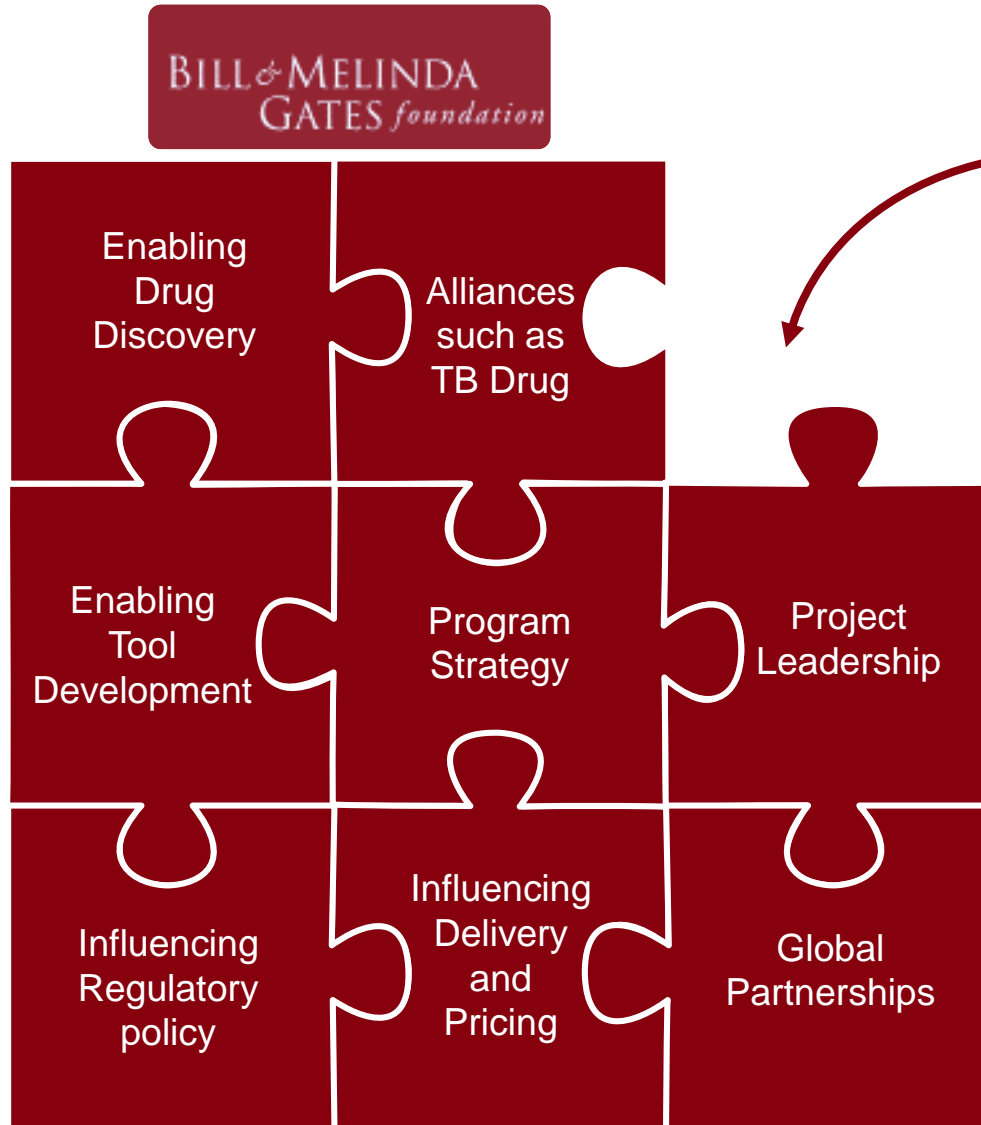 BILL & MELINDA
GATES foundation
Enabling
Drug
Discovery
Alliances
such as
TB Drug
Enabling
Tool
Development
Program
Strategy
Project
Leadership
Influencing
Regulatory
policy
Influencing
Delivery
and
Pricing
Global
Partnerships